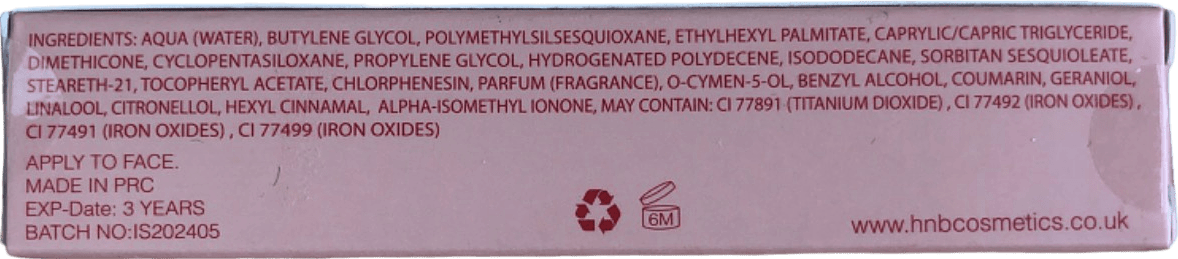 INGREDIENTS: AQUA (WATER), BUTYLENE GLYCOL, POLYMETHYLSILSESQUIOXANE, ETHYLHEXYL PALMITATE, CAPRYLIC/CAPRIC TRIGLYCERIDE,
DIMETHICONE, CYCLOPENTASILOXANE, PROPYLENE GLYCOL, HYDROGENATED POLYDECENE, ISODODECANE, SORBITAN SESQUIOLEATE,
STEARETH-21, TOCOPHERYL ACETATE, CHLORPHENESIN, PARFUM (FRAGRANCE), O-CYMEN-5-OL, BENZYL ALCOHOL, COUMARIN, GERANIOL,
LINALOOL, CITRONELLOL, HEXYL CINNAMAL, ALPHA-ISOMETHYL IONONE, MAY CONTAIN: CI 77891 (TITANIUM DIOXIDE) , CI 77492 (IRON OXIDES) ,
CI 77491 (IRON OXIDES) , CI 77499 (IRON OXIDES)
APPLY TO FACE.
MADE IN PRC
EXP-Date: 3 YEARS
BATCH NO:IS202405
6M
www.hnbcosmetics.co.uk